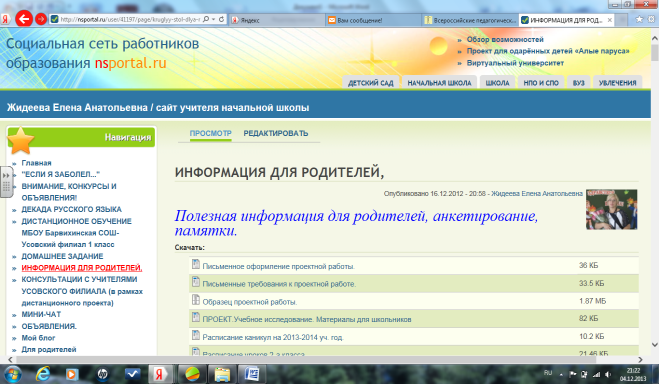 http://nsportal.ru/user/41197/page/kruglyy-stol-dlya-r
Яндекс
Вам сообщение!
Всероссийские педагогическ...
ИНФОРМАЦИЯ ДЛЯ РОД...
Социальная сеть работников
образования nsportal.ru
» Обзор возможностей
» Проект для одарённых детей «Алые паруса»
» Виртуальный университет
ДЕТСКИЙ САД
НАЧАЛЬНАЯ ШКОЛА
ШКОЛА
НПО И СПО
ВУЗ
УВЛЕЧЕНИЯ
Жидеева Елена Анатольевна / сайт учителя начальной школы
Навигация
» Главная
» "ЕСЛИ Я ЗАБОЛЕЛ..."
» ВНИМАНИЕ, КОНКУРСЫ И
ОБЪЯВЛЕНИЯ!
» ДЕКАДА РУССКОГО ЯЗЫКА
» ДИСТАНЦИОННОЕ ОБУЧЕНИЕ
МБОУ Барвихинская СОШ-
Усовский филиал 1 класс
» ДОМАШНЕЕ ЗАДАНИЕ
» ИНФОРМАЦИЯ ДЛЯ РОДИТЕЛЕЙ,
» КОНСУЛЬТАЦИИ С УЧИТЕЛЯМИ
УСОВСКОГО ФИЛИАЛА (в рамках
дистанционного проекта)
» МИНИ-ЧАТ
» ОБЪЯВЛЕНИЯ.
» Мой блог
» Для родителей
ПРОСМОТР
РЕДАКТИРОВАТЬ
ИНФОРМАЦИЯ ДЛЯ РОДИТЕЛЕЙ,
Опубликовано 16.12.2012 - 20:58 - Жидеева Елена Анатольевна
Полезная информация для родителей, анкетирование,
памятки.
Скачать:
Письменное оформление проектной работы. 36 КБ
Письменные требования к проектной работе. 33.5 КБ
Образец проектной работы. 1.87 МБ
ПРОЕКТ.Учебное исследование. Материалы для школьников 82 КБ
Расписание каникул на 2013-2014 уч. год. 10.2 КБ
Расписание уроков 2-а класса 21.46 КБ
RU
21:22
04.12.2013